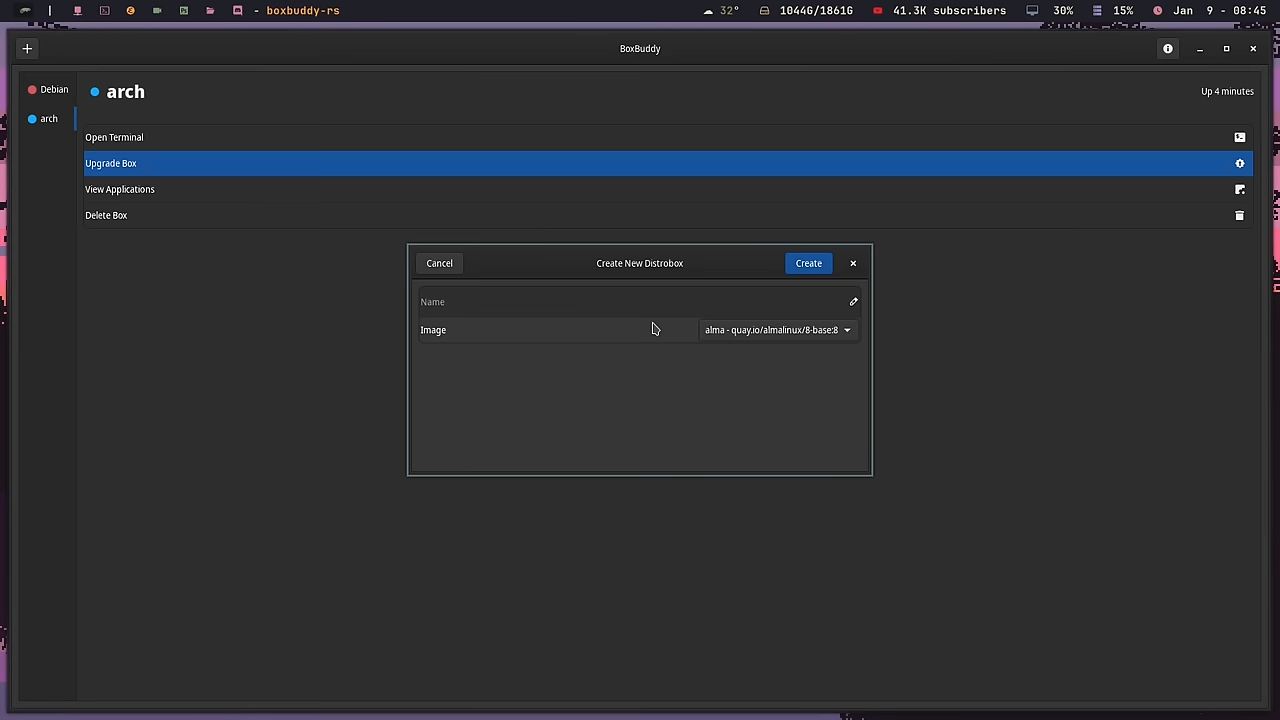 - boxbuddy-rs 32° 1044G/1861G 41.3K subscribers 30% 15% Jan 9 - 08:45
BoxBuddy
Debian
arch
arch
Up 4 minutes
Open Terminal
Upgrade Box
View Applications
Delete Box
Cancel Create New Distrobox Create
Name
Image alma - quay.io/almalinux/8-base:8